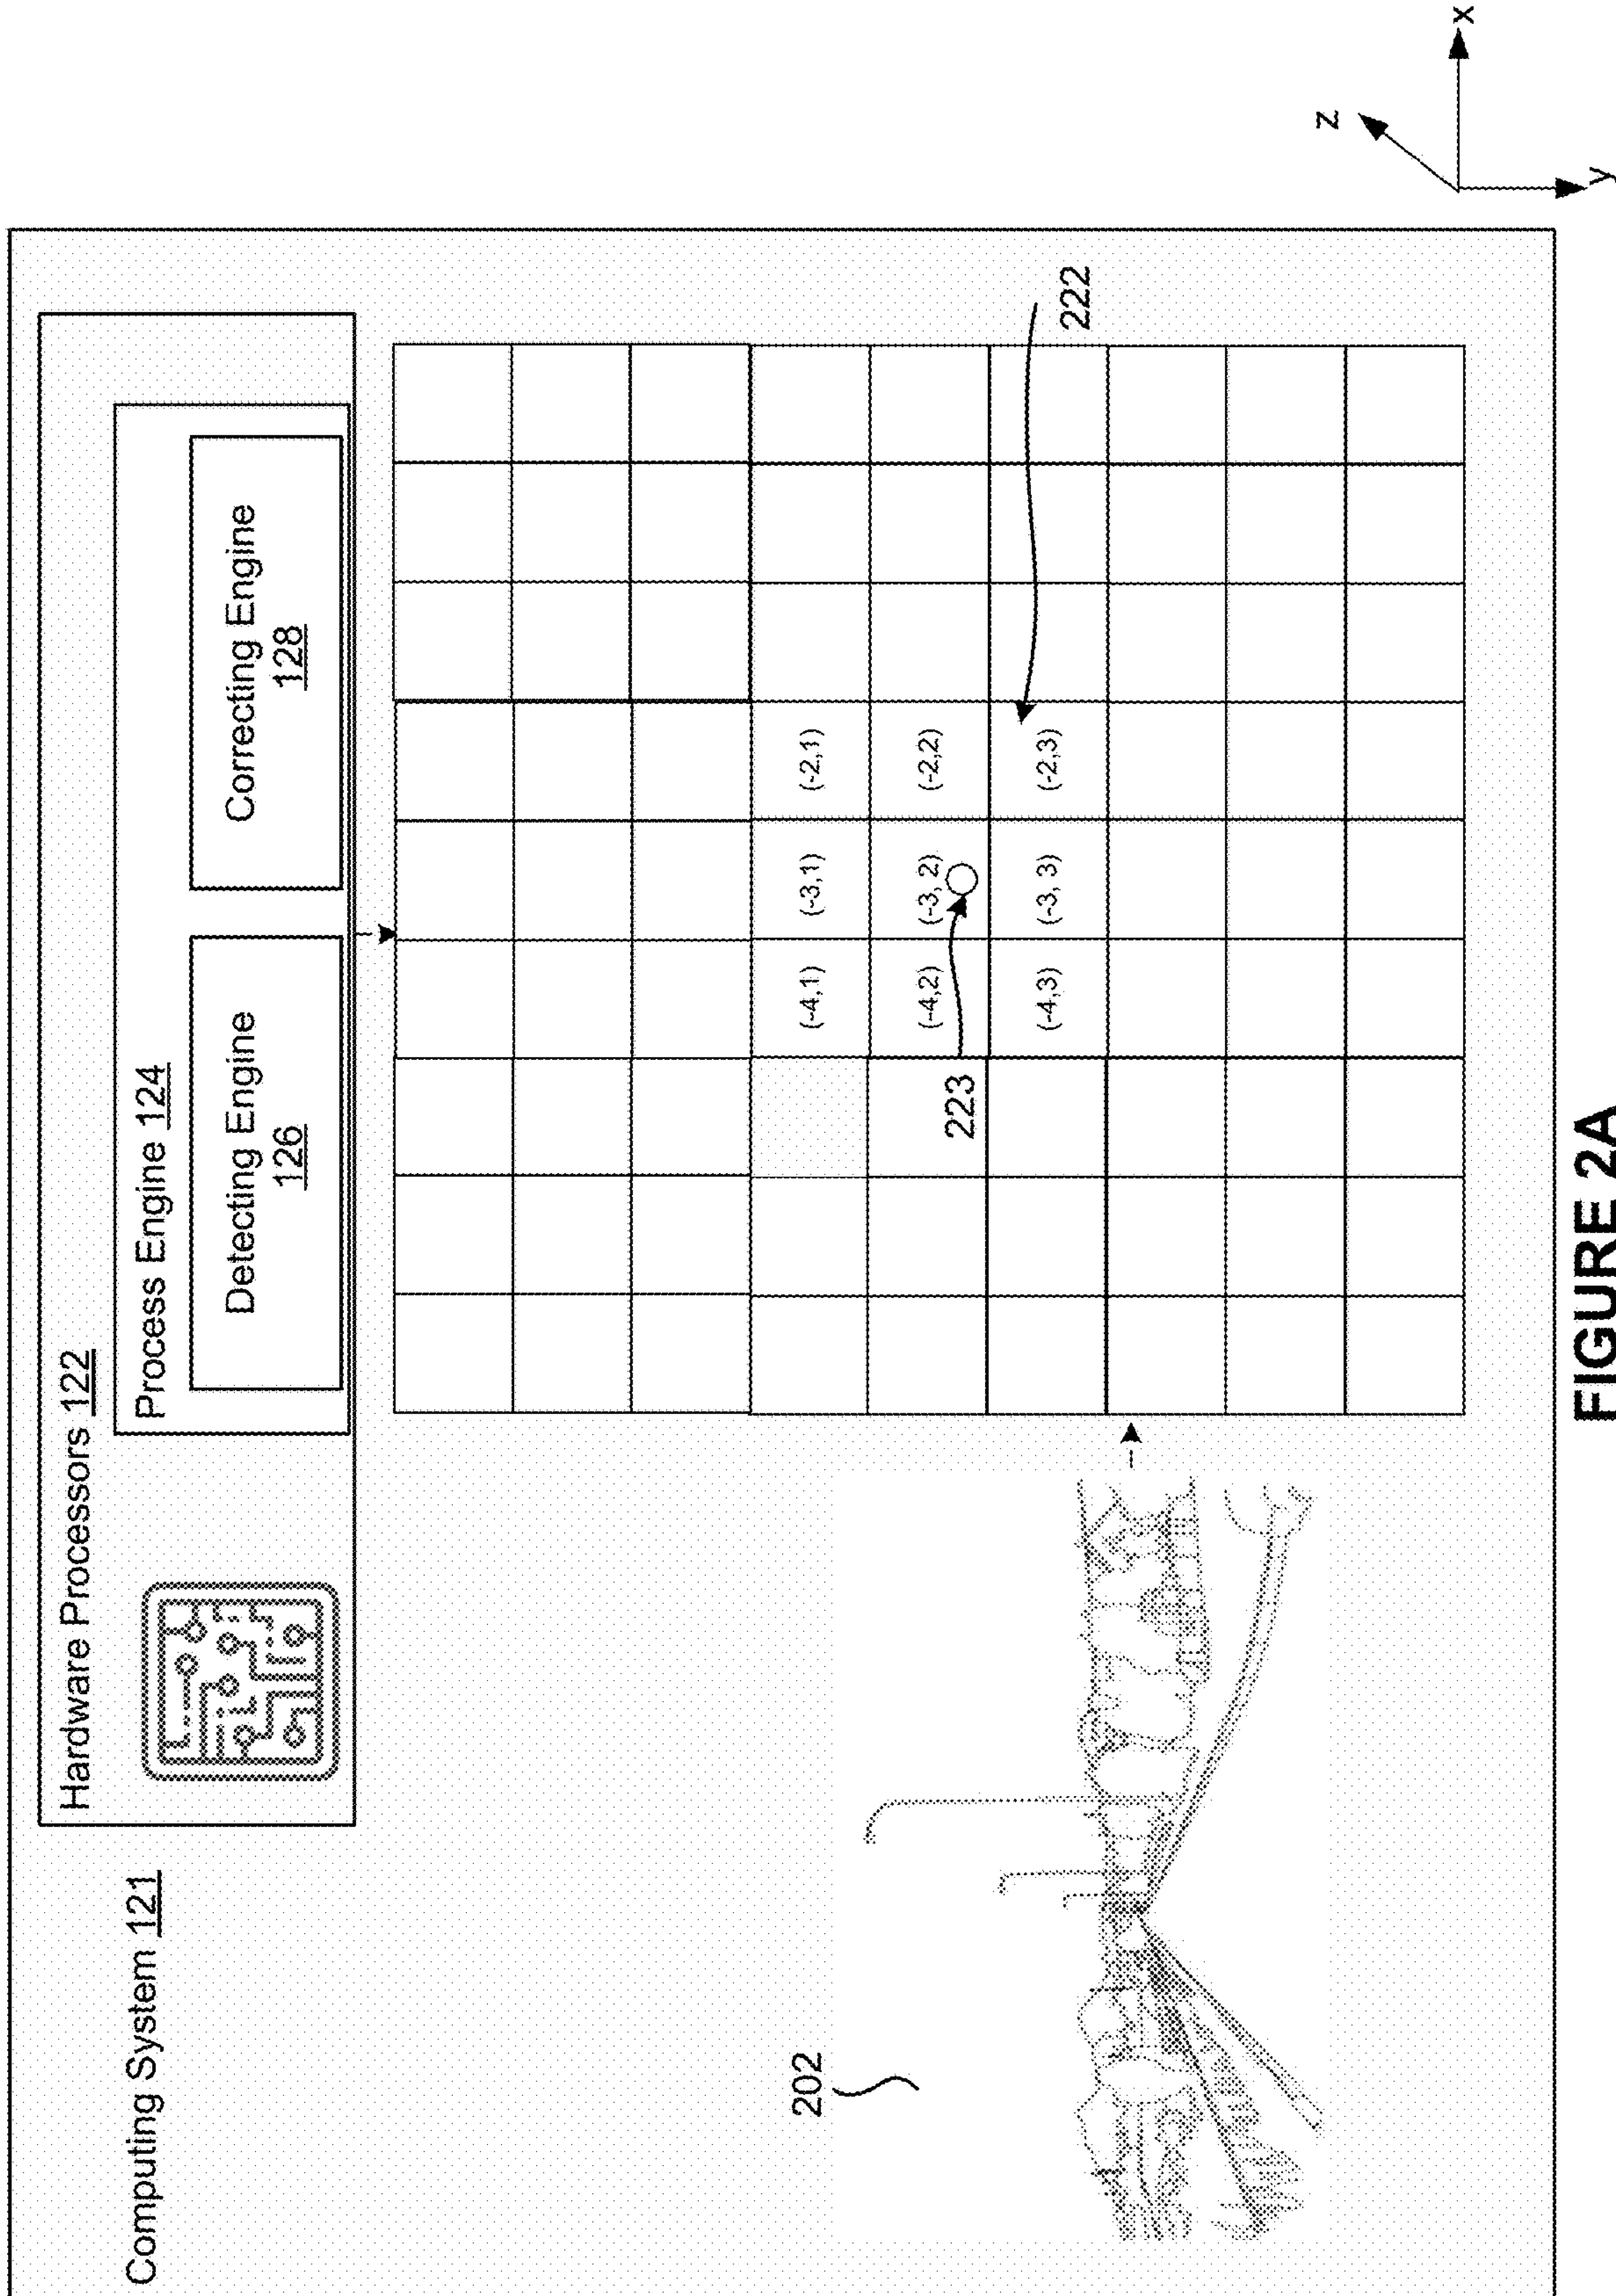 Computing System 121
Hardware Processors 122
Process Engine 124
Detecting Engine
126
Correcting Engine
128
202
(-4,1) (-3,1) (-2,1)
(-4,2) (-3, 2) (-2,2)
223
(-4,3) (-3, 3) (-2,3)
222
z
x
y
FIGURE 2A